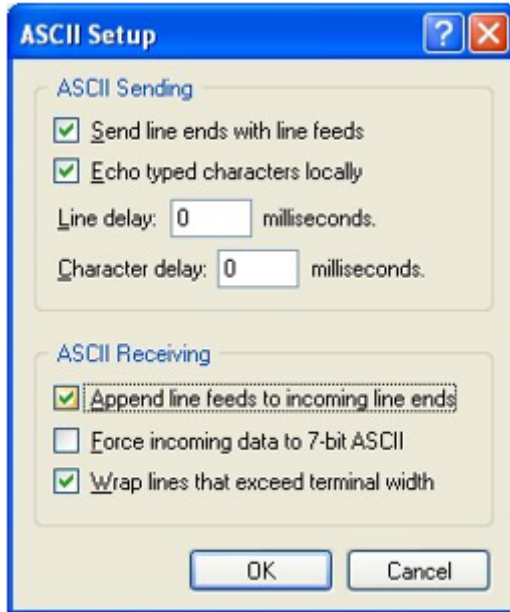 ASCII Setup
ASCII Sending
Send line ends with line feeds
Echo typed characters locally
Line delay: 0 milliseconds.
Character delay: 0 milliseconds.
ASCII Receiving
Append line feeds to incoming line ends
Force incoming data to 7-bit ASCII
Wrap lines that exceed terminal width
OK Cancel